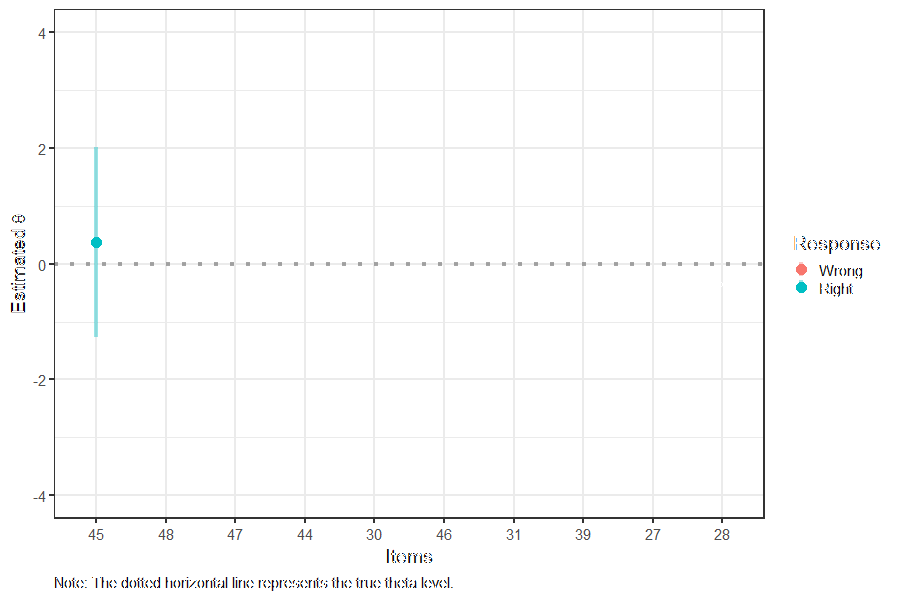 4
2
0
-2
-4
Estimated θ
45 48 47 44 30 46 31 39 27 28
Items
Response
Wrong
Right
Note: The dotted horizontal line represents the true theta level.